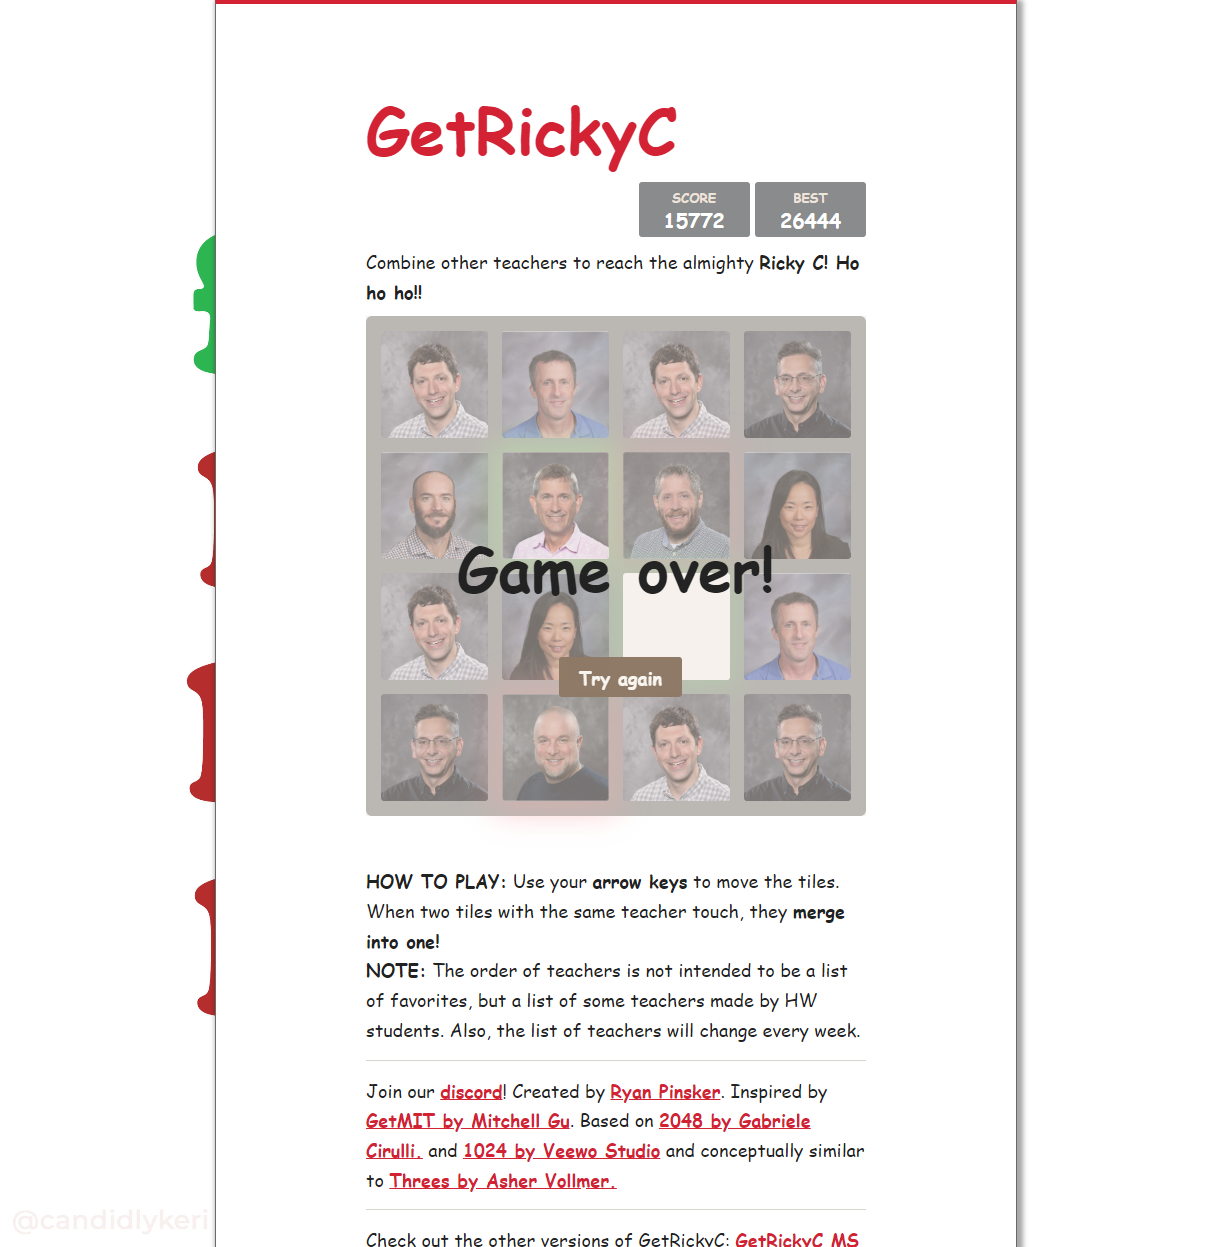 GetRickyC
SCORE
15772
BEST
26444
Combine other teachers to reach the almighty Ricky C! Ho
ho ho!!
Game over!
Try again
HOW TO PLAY: Use your arrow keys to move the tiles.
When two tiles with the same teacher touch, they merge
into one!
NOTE: The order of teachers is not intended to be a list
of favorites, but a list of some teachers made by HW
students. Also, the list of teachers will change every week.
Join our discord! Created by Ryan Pinsker. Inspired by
GetMIT by Mitchell Gu. Based on 2048 by Gabriele
Cirulli. and 1024 by Veewo Studio and conceptually similar
to Threes by Asher Vollmer.
@candidlykeri
Check out the other versions of GetRickyC: GetRickyC MS